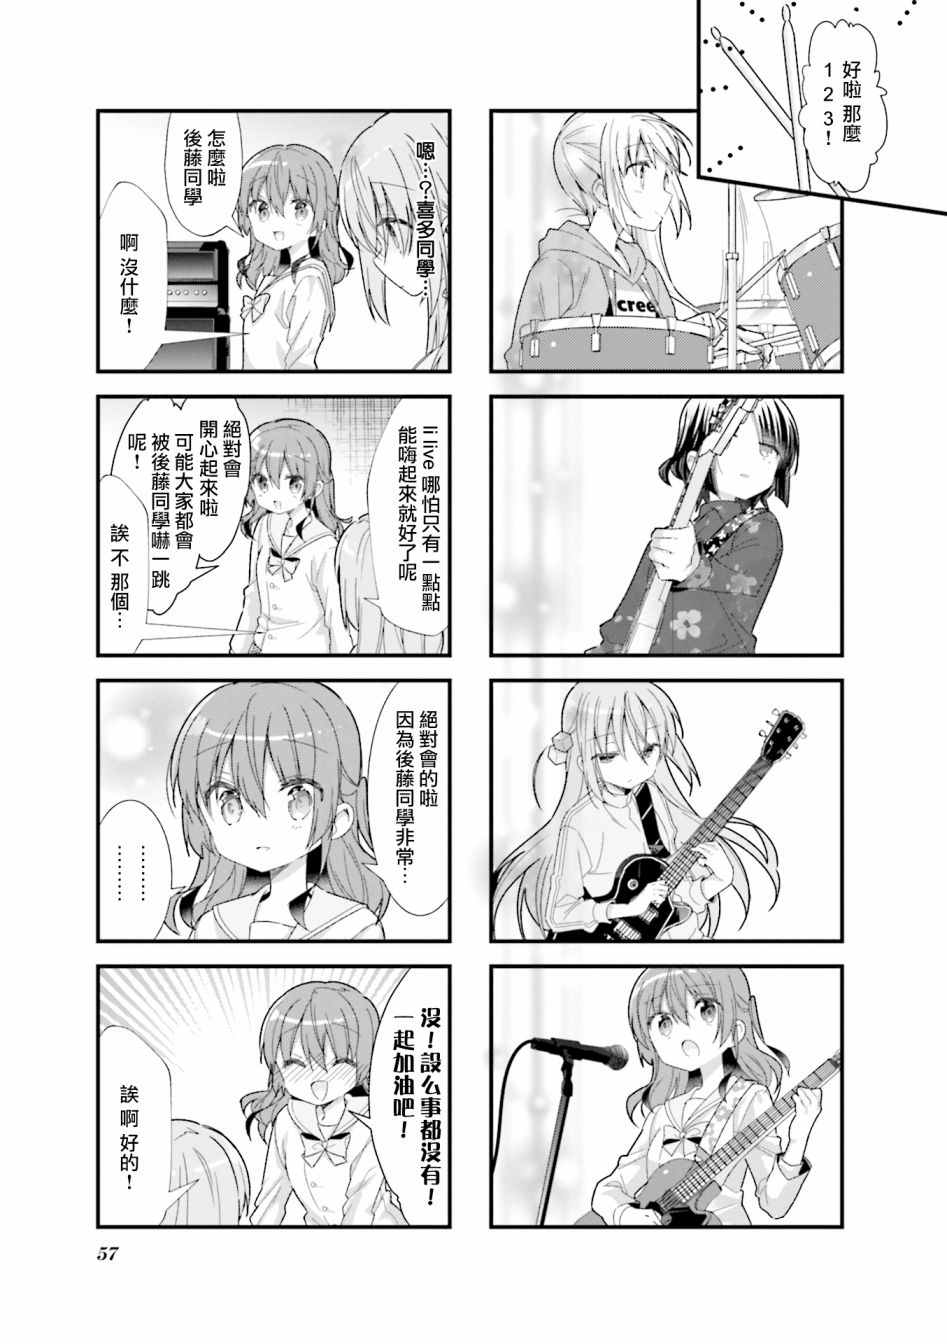 好啦 那麼
1 2 3！
cree
嗯…？喜多同學…
怎麼啦
後藤同學
啊 沒什麼！
li live 哪怕只有一點點
能嗨起來就好了呢
絕對會
開心起來啦
可能大家都會
被後藤同學嚇一跳
呢！
誒 不 那個…
絕對會的啦
因為後藤同學非常…
………
………
沒！設么事都没有！
一起加油吧！
誒 啊 好的！
57